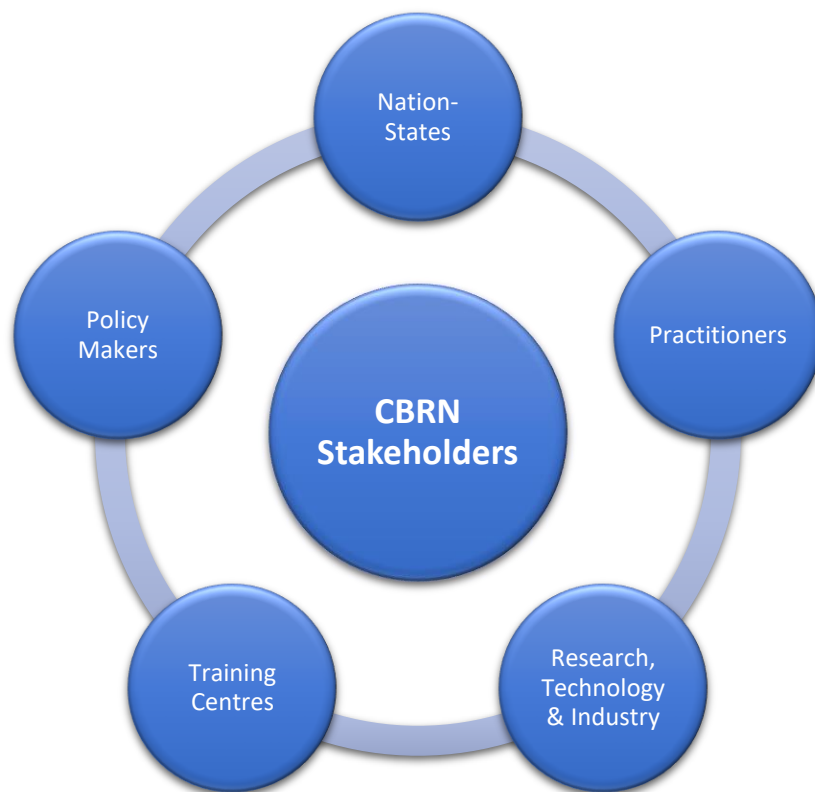 Nation-
States
Policy
Makers
Practitioners
CBRN
Stakeholders
Training
Centres
Research,
Technology
& Industry